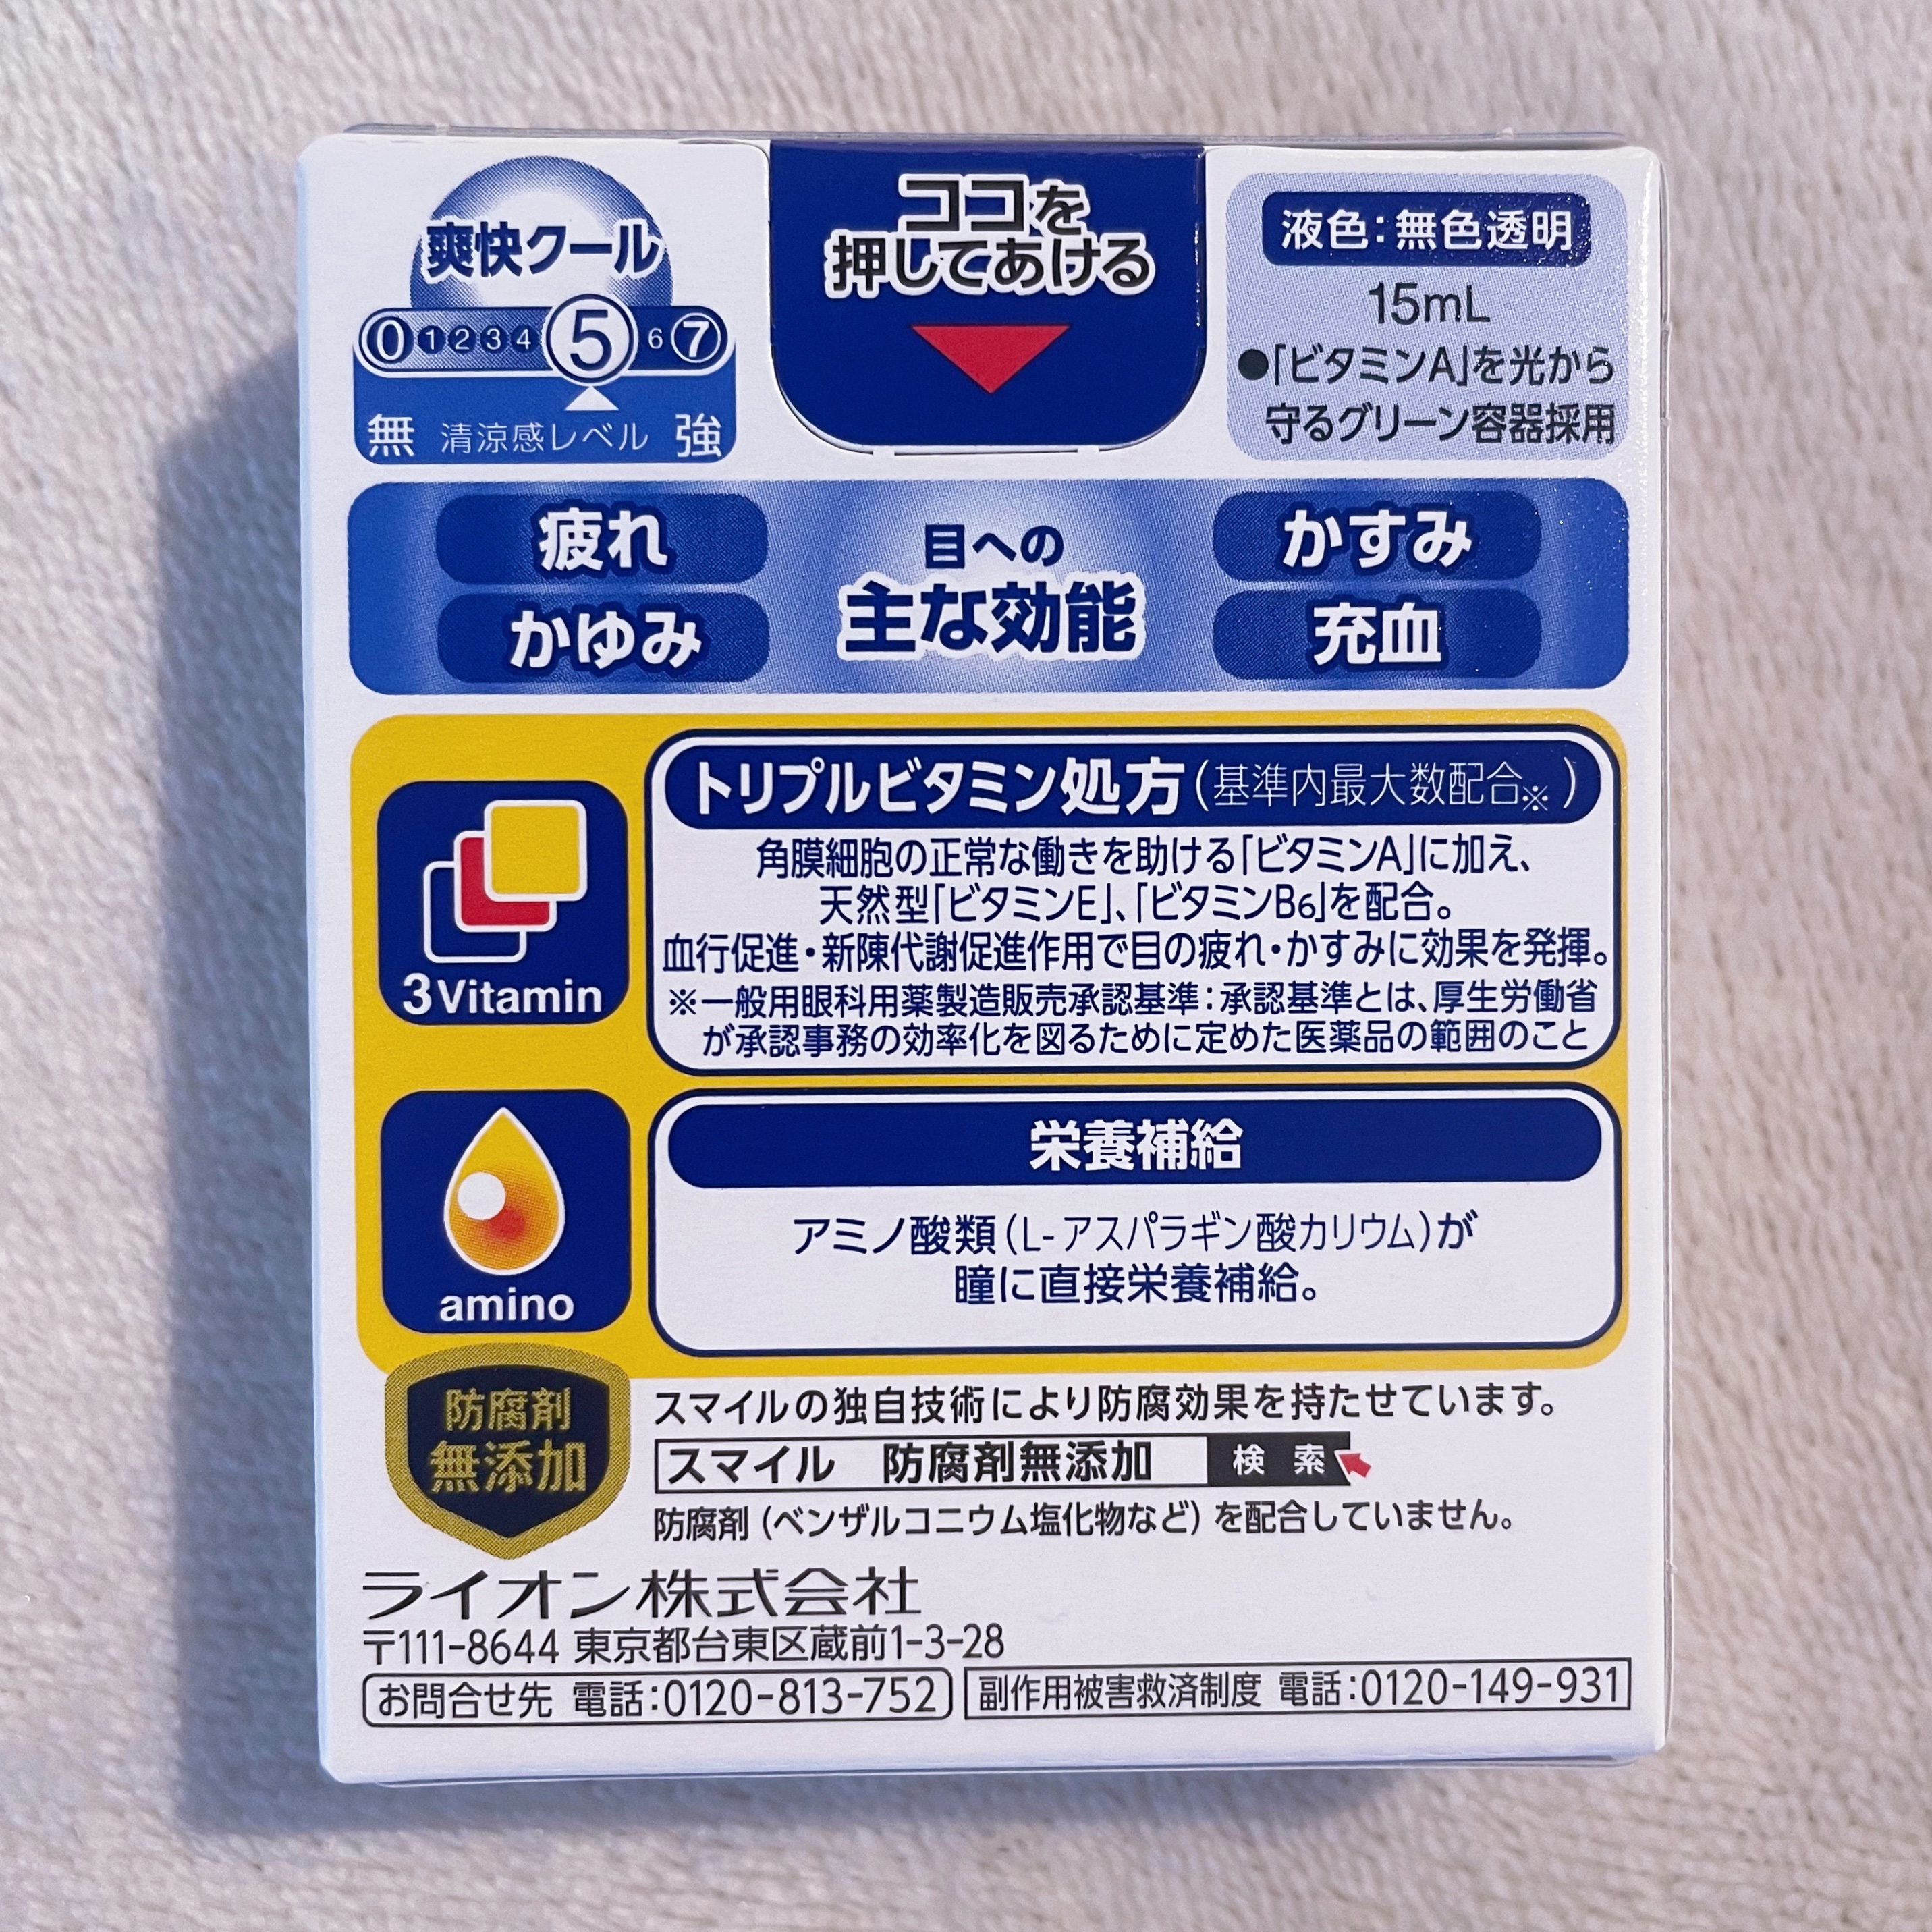 爽快クール
0 1 2 3 4 5 6 7
無 清涼感レベル 強
ココを
押してあける
液色：無色透明
15mL
●「ビタミンA」を光から
守るグリーン容器採用
疲れ
かゆみ
目への
主な効能
かすみ
充血
3Vitamin
トリプルビタミン処方（基準内最大数配合※）
角膜細胞の正常な働きを助ける「ビタミンA」に加え、
天然型「ビタミンE」、「ビタミンB6」を配合。
血行促進・新陳代謝促進作用で目の疲れ・かすみに効果を発揮。
※一般用眼科用薬製造販売承認基準：承認基準とは、厚生労働省
が承認事務の効率化を図るために定めた医薬品の範囲のこと
amino
栄養補給
アミノ酸類（L-アスパラギン酸カリウム）が
瞳に直接栄養補給。
防腐剤
無添加
スマイルの独自技術により防腐効果を持たせています。
スマイル 防腐剤無添加 検索
防腐剤（ベンザルコニウム塩化物など）を配合していません。
ライオン株式会社
〒111-8644 東京都台東区蔵前1-3-28
お問合せ先 電話：0120-813-752
副作用被害救済制度 電話：0120-149-931